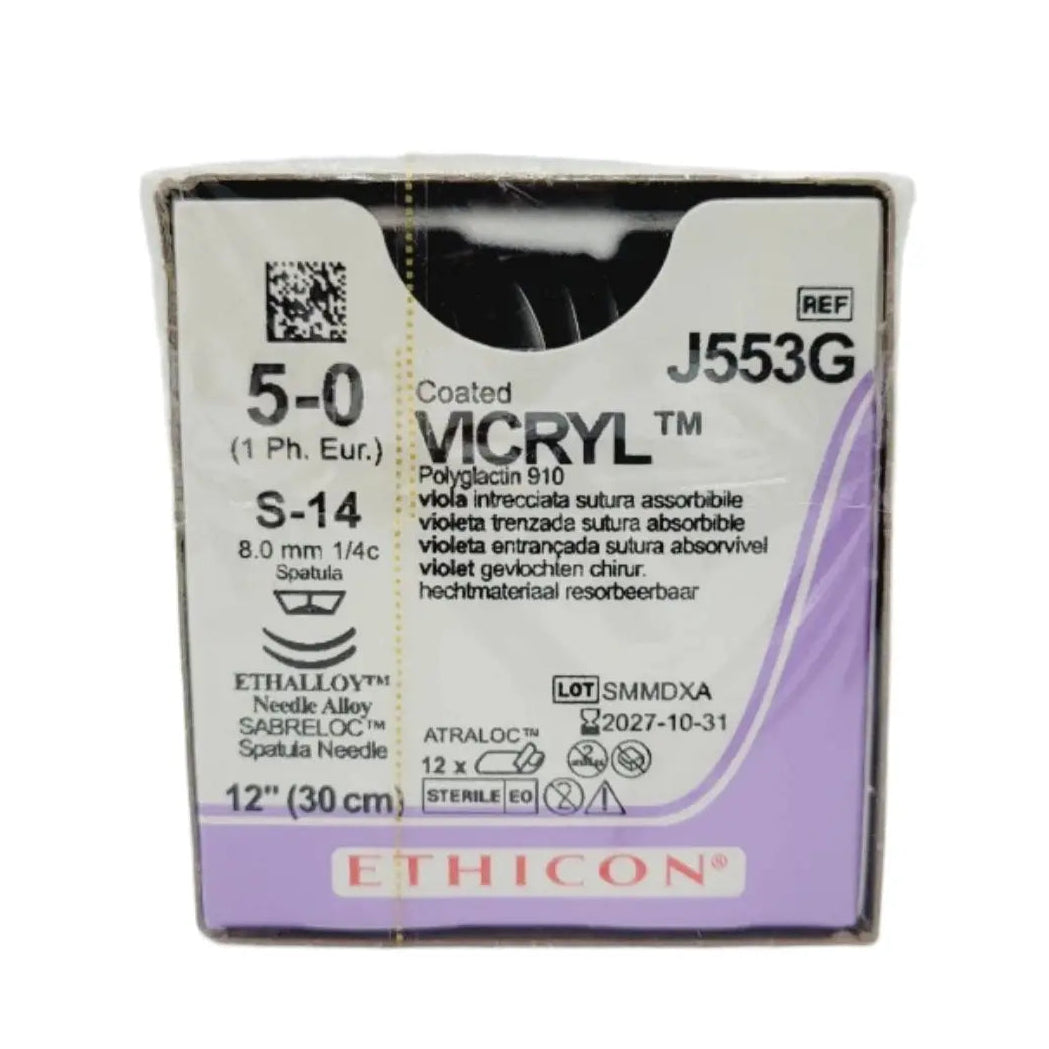 REF
J553G
5-0
(1 Ph. Eur.)
S-14
8.0 mm 1/4c
Spatula
ETHALLOY™
Needle Alloy
SABRELOC™
Spatula Needle
12" (30 cm)
Coated
VICRYL™
Polyglactin 910
viola intrecciata sutura assorbibile
violeta trenzada sutura absorbible
violeta entrançada sutura absorvível
violet gevlochten chirur.
hechtmateriaal resorbeerbaar
LOT SMMDXA
2027-10-31
ATRALOC™
12 x
STERILE EO
ETHICON®